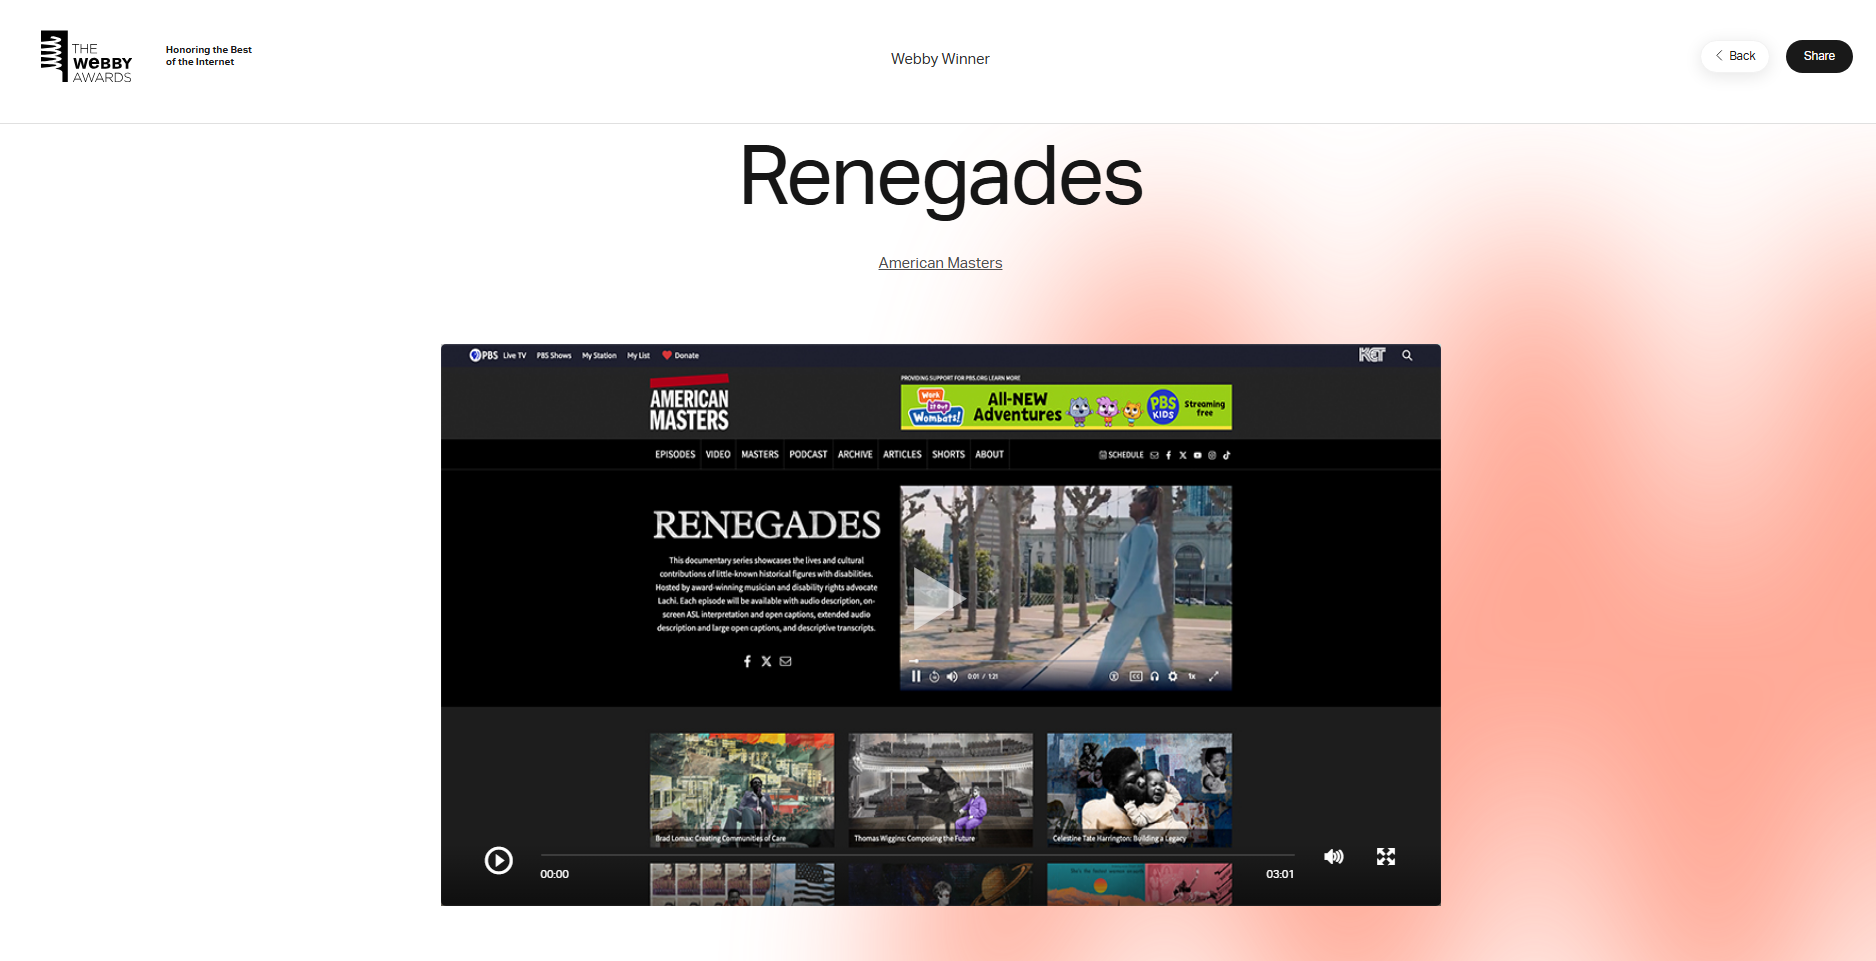 THE
WEBBY
AWARDS
Honoring the Best
of the Internet
Webby Winner
Back
Share
Renegades
American Masters
PBS Live TV PBS Shows My Station My List Donate
KET
PROVIDING SUPPORT FOR PBS.ORG LEARN MORE
AMERICAN
MASTERS
Work
It Out
Wombats!
All-NEW
Adventures
PBS
KIDS
Streaming
free
EPISODES VIDEO MASTERS PODCAST ARCHIVE ARTICLES SHORTS ABOUT
SCHEDULE
RENEGADES
This documentary series showcases the lives and cultural
contributions of little-known historical figures with disabilities.
Hosted by award-winning musician and disability rights advocate
Lachi. Each episode will be available with audio description, on-
screen ASL interpretation and open captions, extended audio
description and large open captions, and descriptive transcripts.
0:01 / 1:21
CC
1x
Brad Lomax: Creating Communities of Care
Thomas Wiggins: Composing the Future
Celestine Tate Harrington: Building a Legacy
00:00
03:01